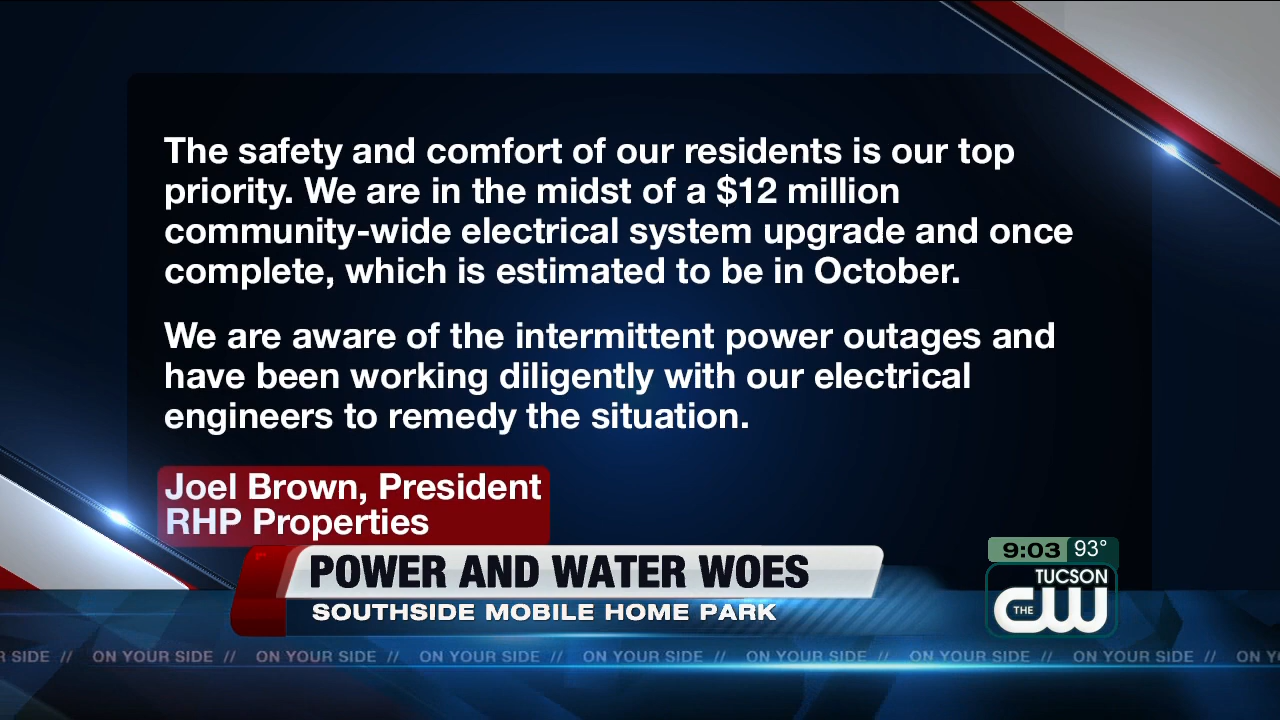 The safety and comfort of our residents is our top
priority. We are in the midst of a $12 million
community-wide electrical system upgrade and once
complete, which is estimated to be in October.
We are aware of the intermittent power outages and
have been working diligently with our electrical
engineers to remedy the situation.
Joel Brown, President
RHP Properties
POWER AND WATER WOES
SOUTHSIDE MOBILE HOME PARK
9:03 93°
TUCSON
THE CW
R SIDE // ON YOUR SIDE // ON YOUR SIDE // ON YOUR SIDE // ON YOUR SIDE // ON YOUR SIDE // ON YOUR SIDE // ON YOUR SIDE // ON Y